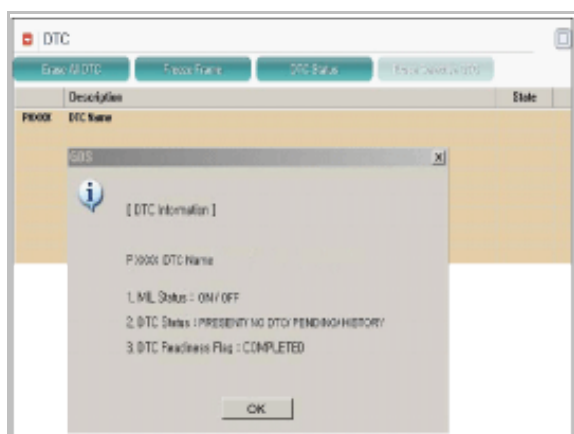 DTC
Erase All DTC Freeze Frame DTC Status
Description State
PXXXX DTC Name
GDS
[ DTC Information ]
PXXXX DTC Name
1. MIL Status : ON / OFF
2. DTC Status : PRESENT/ NO DTC/ PENDING/HISTORY
3. DTC Readiness Flag : COMPLETED
OK